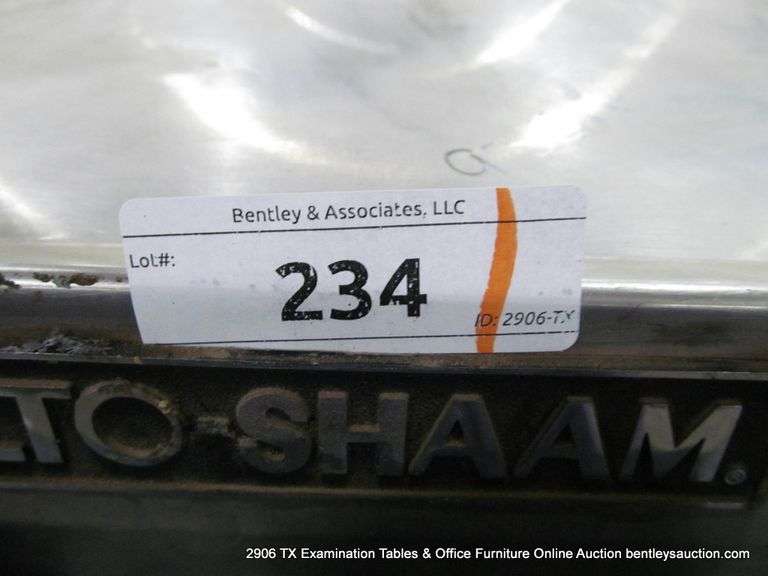 Bentley & Associates, LLC
Lot#:
234
ID: 2906-TX
LTO-SHAAM®
2906 TX Examination Tables & Office Furniture Online Auction bentleysauction.com